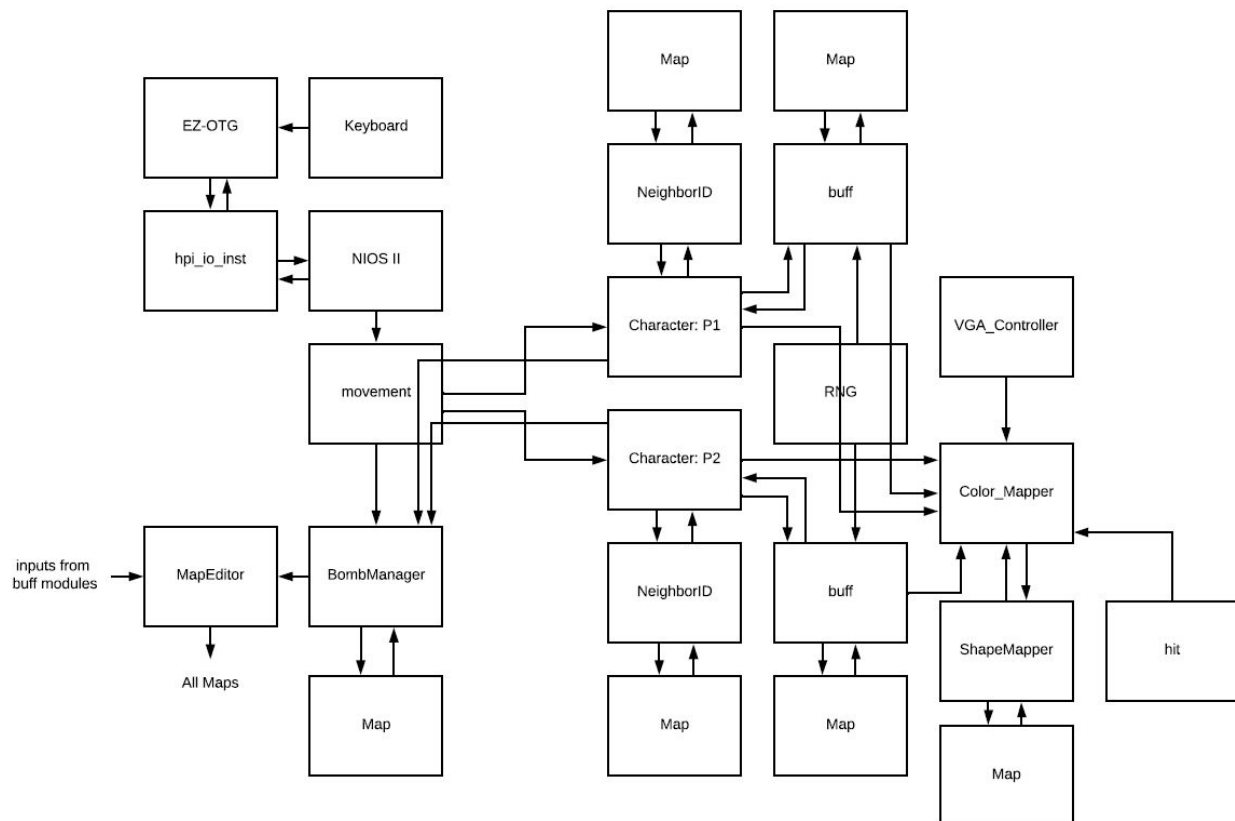 Map
Map
EZ-OTG
Keyboard
NeighborID
buff
hpi_io_inst
NIOS II
Character: P1
VGA_Controller
movement
RNG
Character: P2
Color_Mapper
inputs from
buff modules
MapEditor
BombManager
NeighborID
buff
ShapeMapper
hit
All Maps
Map
Map
Map
Map